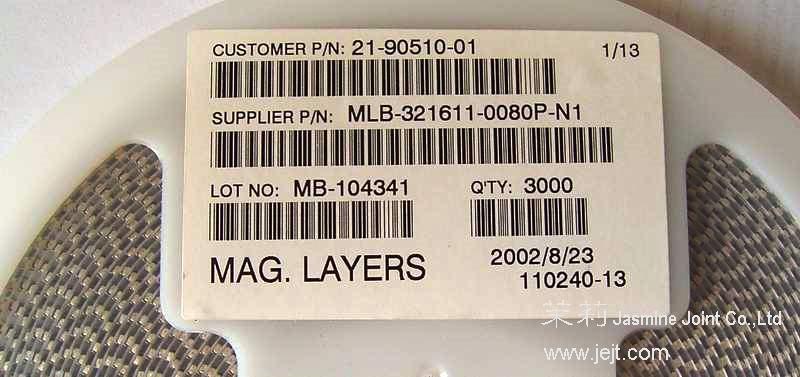 CUSTOMER P/N: 21-90510-01 1/13
SUPPLIER P/N: MLB-321611-0080P-N1
LOT NO: MB-104341 Q'TY: 3000
MAG. LAYERS 2002/8/23
110240-13
茉莉 Jasmine Joint Co.,Ltd
www.jejt.com